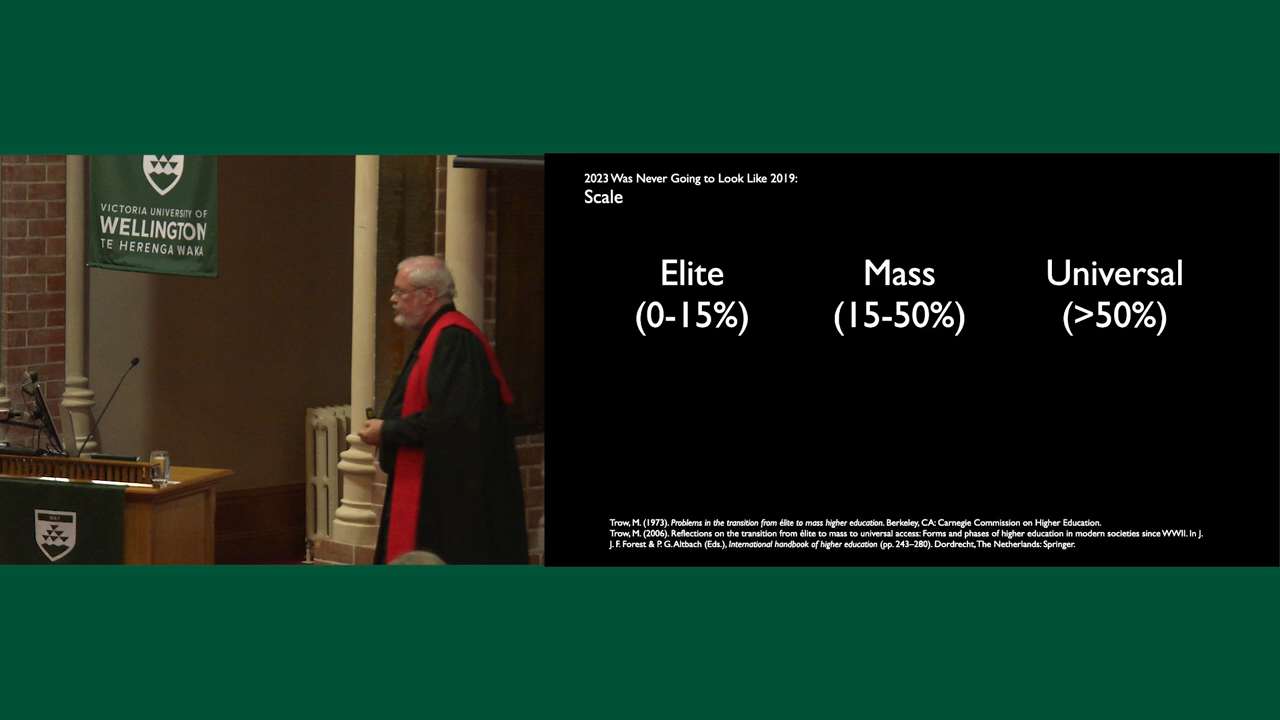 VICTORIA UNIVERSITY OF
WELLINGTON
TE HERENGA WAKA
2023 Was Never Going to Look Like 2019:
Scale
Elite
(0-15%)
Mass
(15-50%)
Universal
(>50%)
Trow, M. (1973). Problems in the transition from élite to mass higher education. Berkeley, CA: Carnegie Commission on Higher Education.
Trow, M. (2006). Reflections on the transition from élite to mass to universal access: Forms and phases of higher education in modern societies since WWII. In J.
J. F. Forest & P. G. Altbach (Eds.), International handbook of higher education (pp. 243–280). Dordrecht, The Netherlands: Springer.